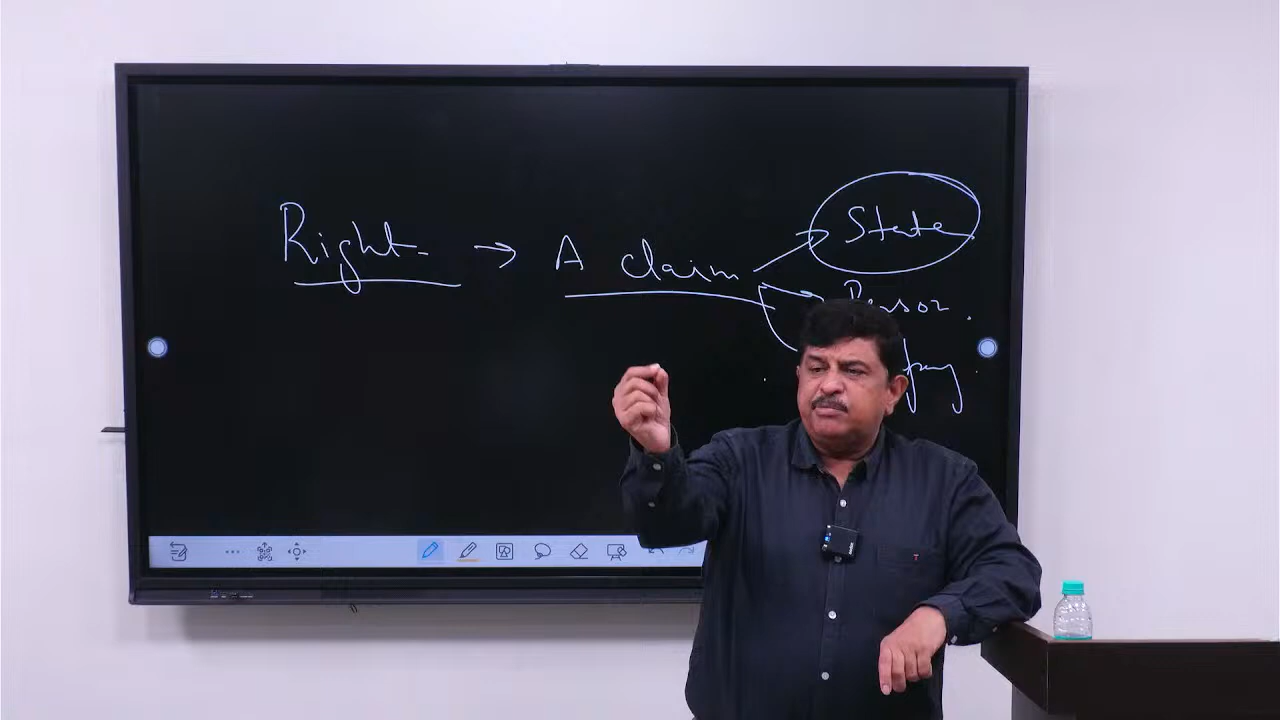 Right → A claim
State
Person.